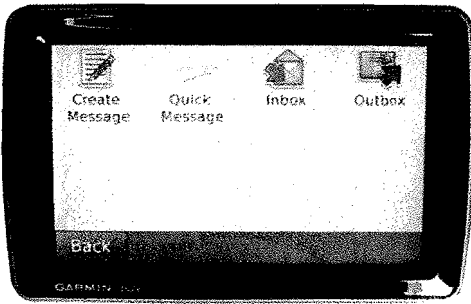 Create Message
Quick Message
Inbox
Outbox
Back
GARMIN